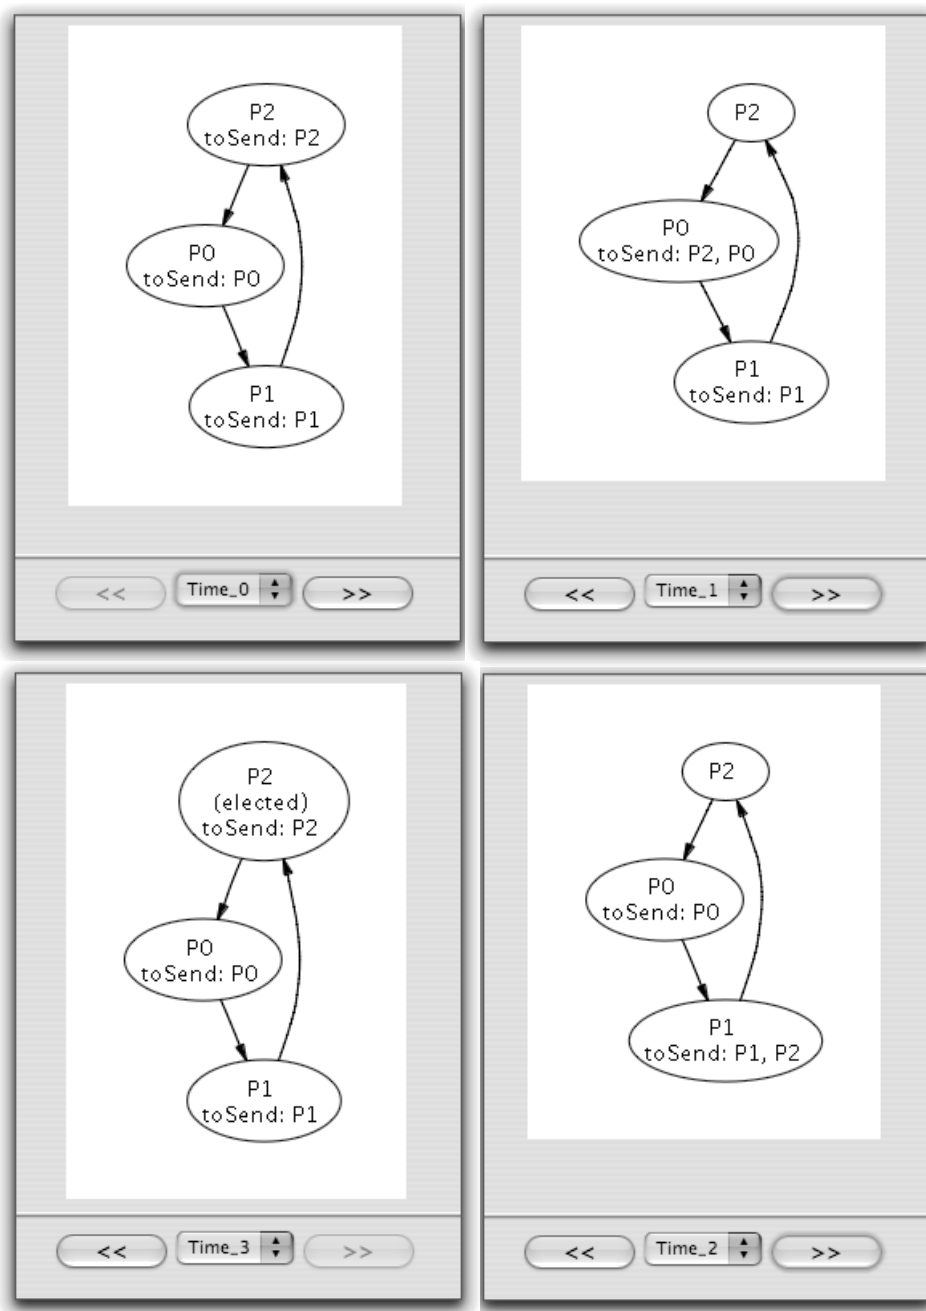 P2
toSend: P2
P0
toSend: P0
P1
toSend: P1
<<
Time_0
>>
P2
P0
toSend: P2, P0
P1
toSend: P1
<<
Time_1
>>
P2
(elected)
toSend: P2
P0
toSend: P0
P1
toSend: P1
<<
Time_3
>>
P2
P0
toSend: P0
P1
toSend: P1, P2
<<
Time_2
>>